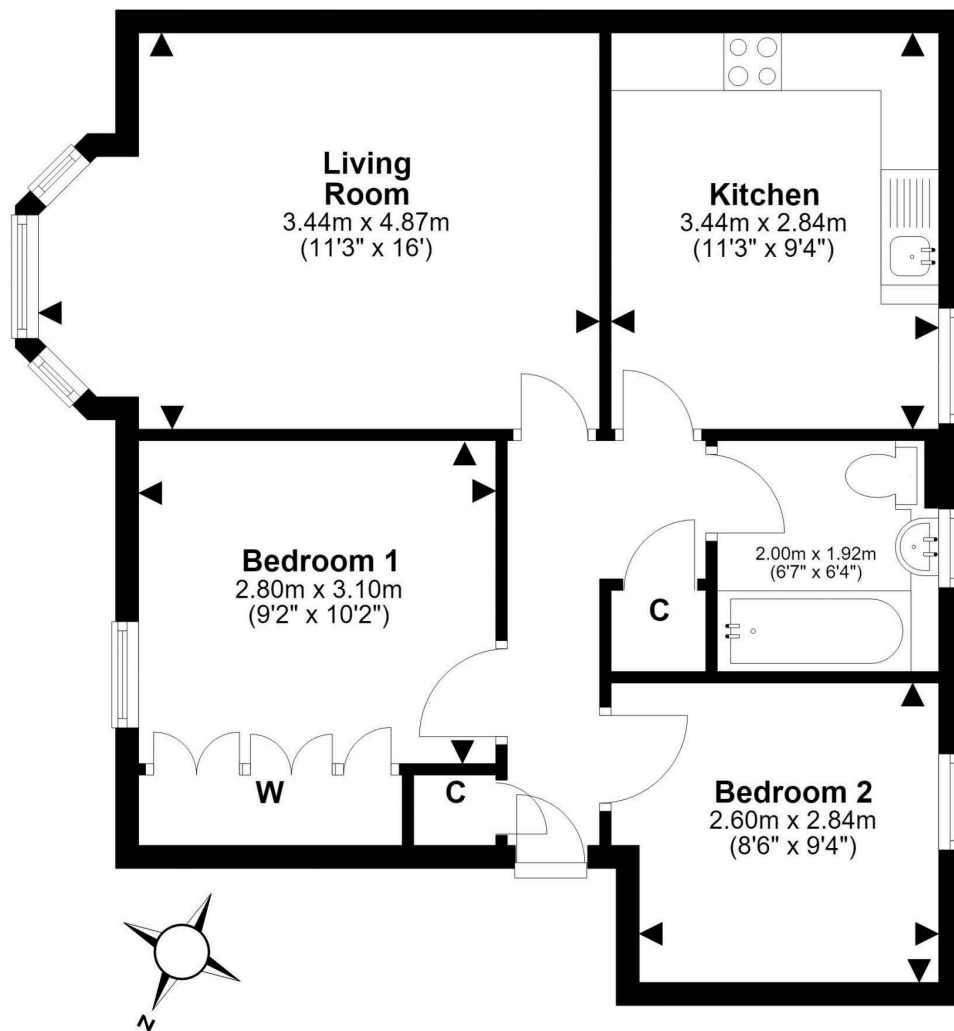 Living
Room
3.44m x 4.87m
(11'3" x 16')
Kitchen
3.44m x 2.84m
(11'3" x 9'4")
Bedroom 1
2.80m x 3.10m
(9'2" x 10'2")
2.00m x 1.92m
(6'7" x 6'4")
C
W
C
Bedroom 2
2.60m x 2.84m
(8'6" x 9'4")
N